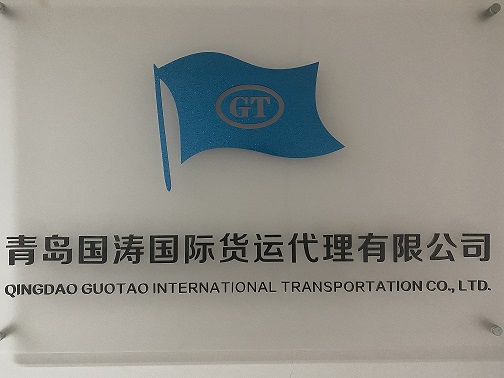 GT
青岛国涛国际货运代理有限公司
QINGDAO GUOTAO INTERNATIONAL TRANSPORTATION CO., LTD.